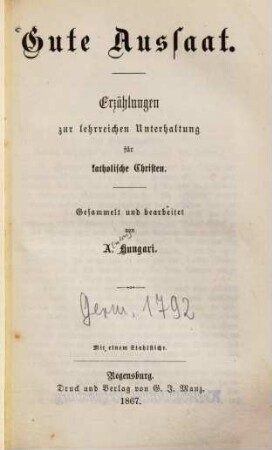 Gute Aussaat.
Erzählungen
zur lehrreichen Unterhaltung
für
katholische Christen.
Gesammelt und bearbeitet
von
A. Hungari.
Germ. 1792
Mit einem Stahlstiche.
Regensburg.
Druck und Verlag von G. J. Manz.
1867.